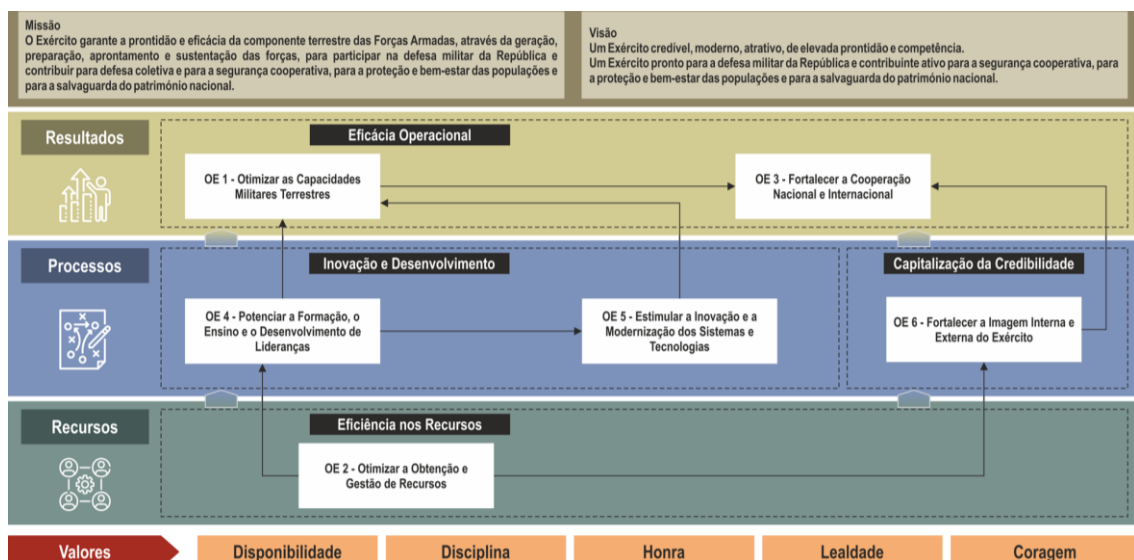 Missão
O Exército garante a prontidão e eficácia da componente terrestre das Forças Armadas, através da geração,
preparação, aprontamento e sustentação das forças, para participar na defesa militar da República e
contribuir para defesa coletiva e para a segurança cooperativa, para a proteção e bem-estar das populações e
para a salvaguarda do património nacional.
Visão
Um Exército credível, moderno, atrativo, de elevada prontidão e competência.
Um Exército pronto para a defesa militar da República e contribuinte ativo para a segurança cooperativa, para
a proteção e bem-estar das populações e para a salvaguarda do património nacional.
Resultados
Eficácia Operacional
OE 1 - Otimizar as Capacidades
Militares Terrestres
OE 3 - Fortalecer a Cooperação
Nacional e Internacional
Processos
Inovação e Desenvolvimento
Capitalização da Credibilidade
OE 4 - Potenciar a Formação, o
Ensino e o Desenvolvimento de
Lideranças
OE 5 - Estimular a Inovação e a
Modernização dos Sistemas e
Tecnologias
OE 6 - Fortalecer a Imagem Interna e
Externa do Exército
Recursos
Eficiência nos Recursos
OE 2 - Otimizar a Obtenção e
Gestão de Recursos
Valores
Disponibilidade
Disciplina
Honra
Lealdade
Coragem